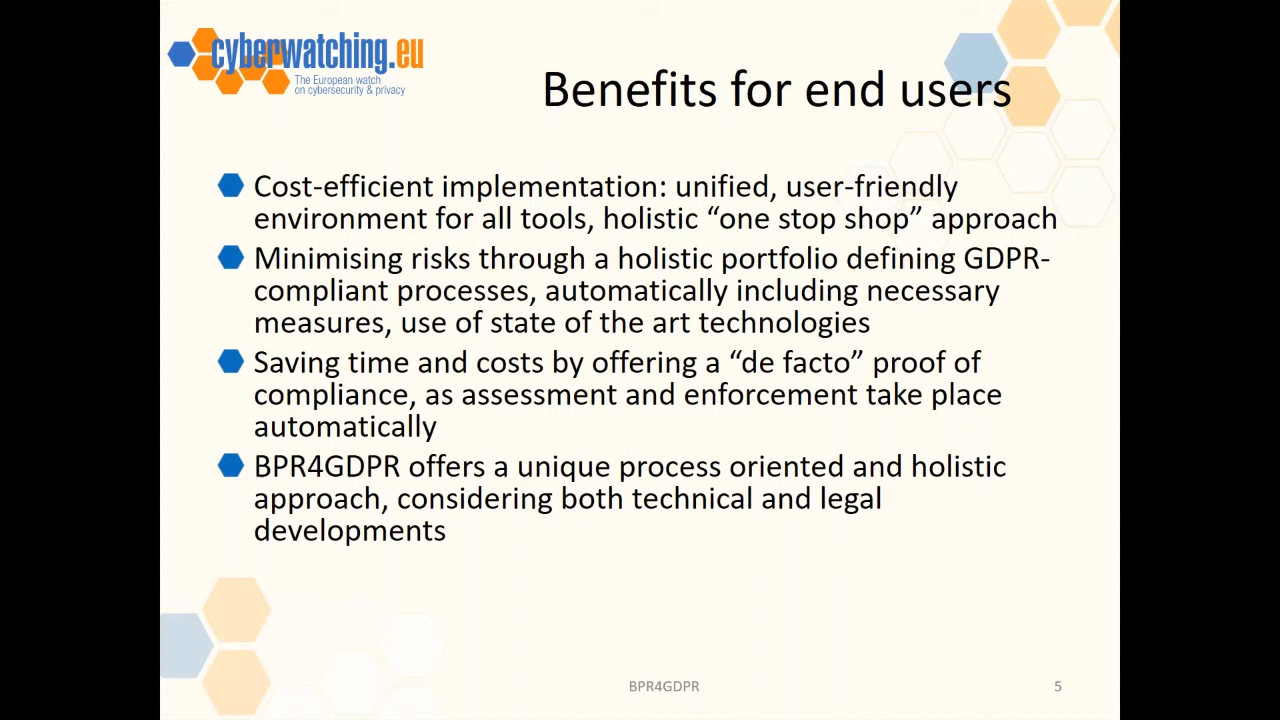 cyberwatching.eu
The European watch
on cybersecurity & privacy
Benefits for end users
Cost-efficient implementation: unified, user-friendly
environment for all tools, holistic “one stop shop” approach
Minimising risks through a holistic portfolio defining GDPR-
compliant processes, automatically including necessary
measures, use of state of the art technologies
Saving time and costs by offering a “de facto” proof of
compliance, as assessment and enforcement take place
automatically
BPR4GDPR offers a unique process oriented and holistic
approach, considering both technical and legal
developments
BPR4GDPR
5